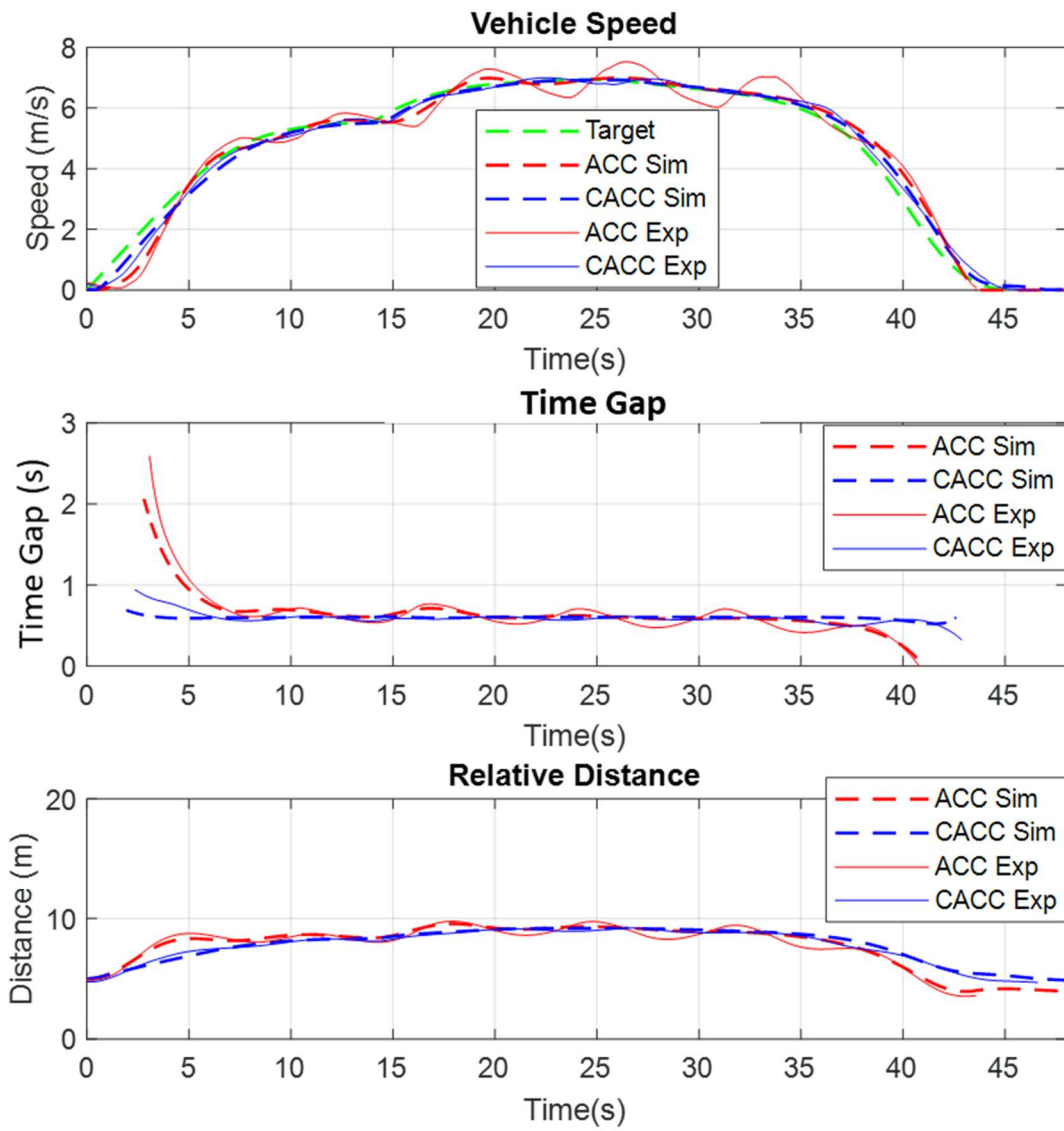 Vehicle Speed
8
6
4
2
0
Speed (m/s)
Target
ACC Sim
CACC Sim
ACC Exp
CACC Exp
0 5 10 15 20 25 30 35 40 45
Time(s)
Time Gap
3
2
1
0
Time Gap (s)
ACC Sim
CACC Sim
ACC Exp
CACC Exp
0 5 10 15 20 25 30 35 40 45
Time(s)
Relative Distance
20
10
0
Distance (m)
ACC Sim
CACC Sim
ACC Exp
CACC Exp
0 5 10 15 20 25 30 35 40 45
Time(s)